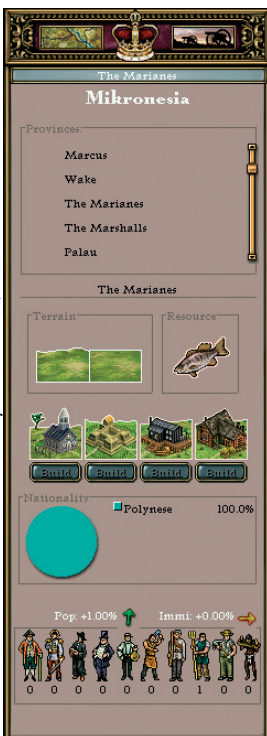 The Marianes
Mikronesia
Provinces:
Marcus
Wake
The Marianes
The Marshalls
Palau
The Marianes
Terrain
Resource
Build Build Build Build
Nationality
Polynese 100.0%
Pop: +1.00% Immi: +0.00%
0 0 0 0 0 0 0 1 0 0